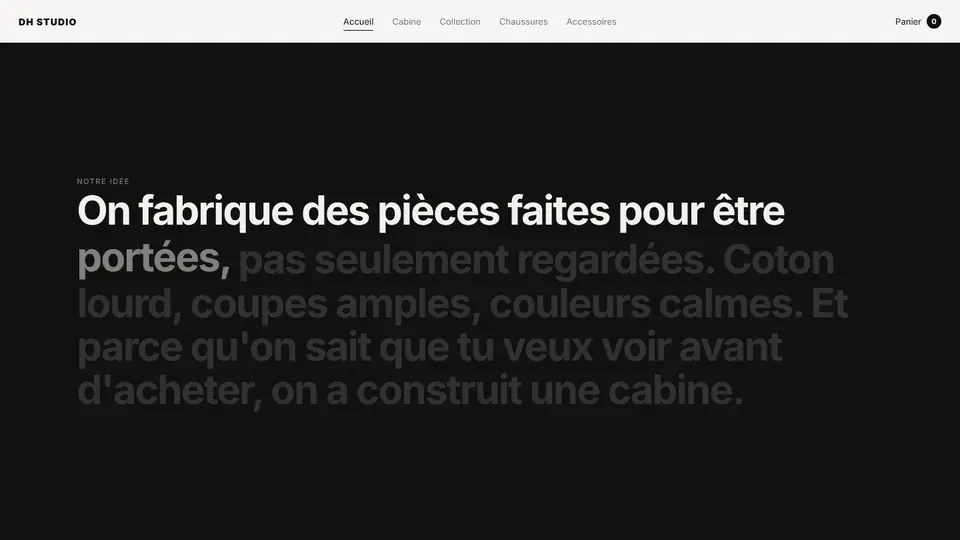 DH STUDIO
Accueil Cabine Collection Chaussures Accessoires
Panier 0
NOTRE IDÉE
On fabrique des pièces faites pour être
portées, pas seulement regardées. Coton
lourd, coupes amples, couleurs calmes. Et
parce qu'on sait que tu veux voir avant
d'acheter, on a construit une cabine.